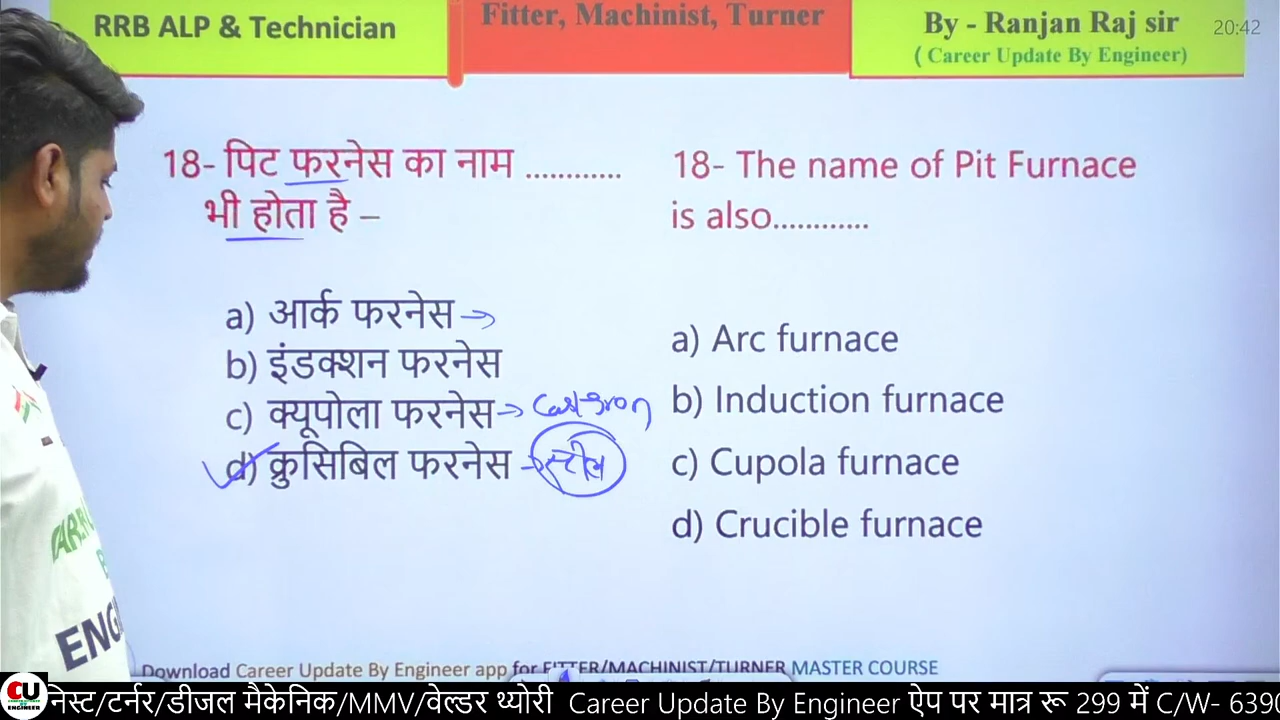 RRB ALP & Technician
Fitter, Machinist, Turner
By - Ranjan Raj sir
( Career Update By Engineer)
20:42
18- पिट फरनेस का नाम ............
भी होता है –
a) आर्क फरनेस
b) इंडक्शन फरनेस
c) क्यूपोला फरनेस → Cast Iron
d) क्रुसिबिल फरनेस - स्टील
18- The name of Pit Furnace
is also............
a) Arc furnace
b) Induction furnace
c) Cupola furnace
d) Crucible furnace
ENG
Download Career Update By Engineer app for FITTER/MACHINIST/TURNER MASTER COURSE
CU
ENGINEER
निस्ट/टर्नर/डीजल मैकेनिक/MMV/वेल्डर थ्योरी Career Update By Engineer ऐप पर मात्र रू 299 में C/W- 639